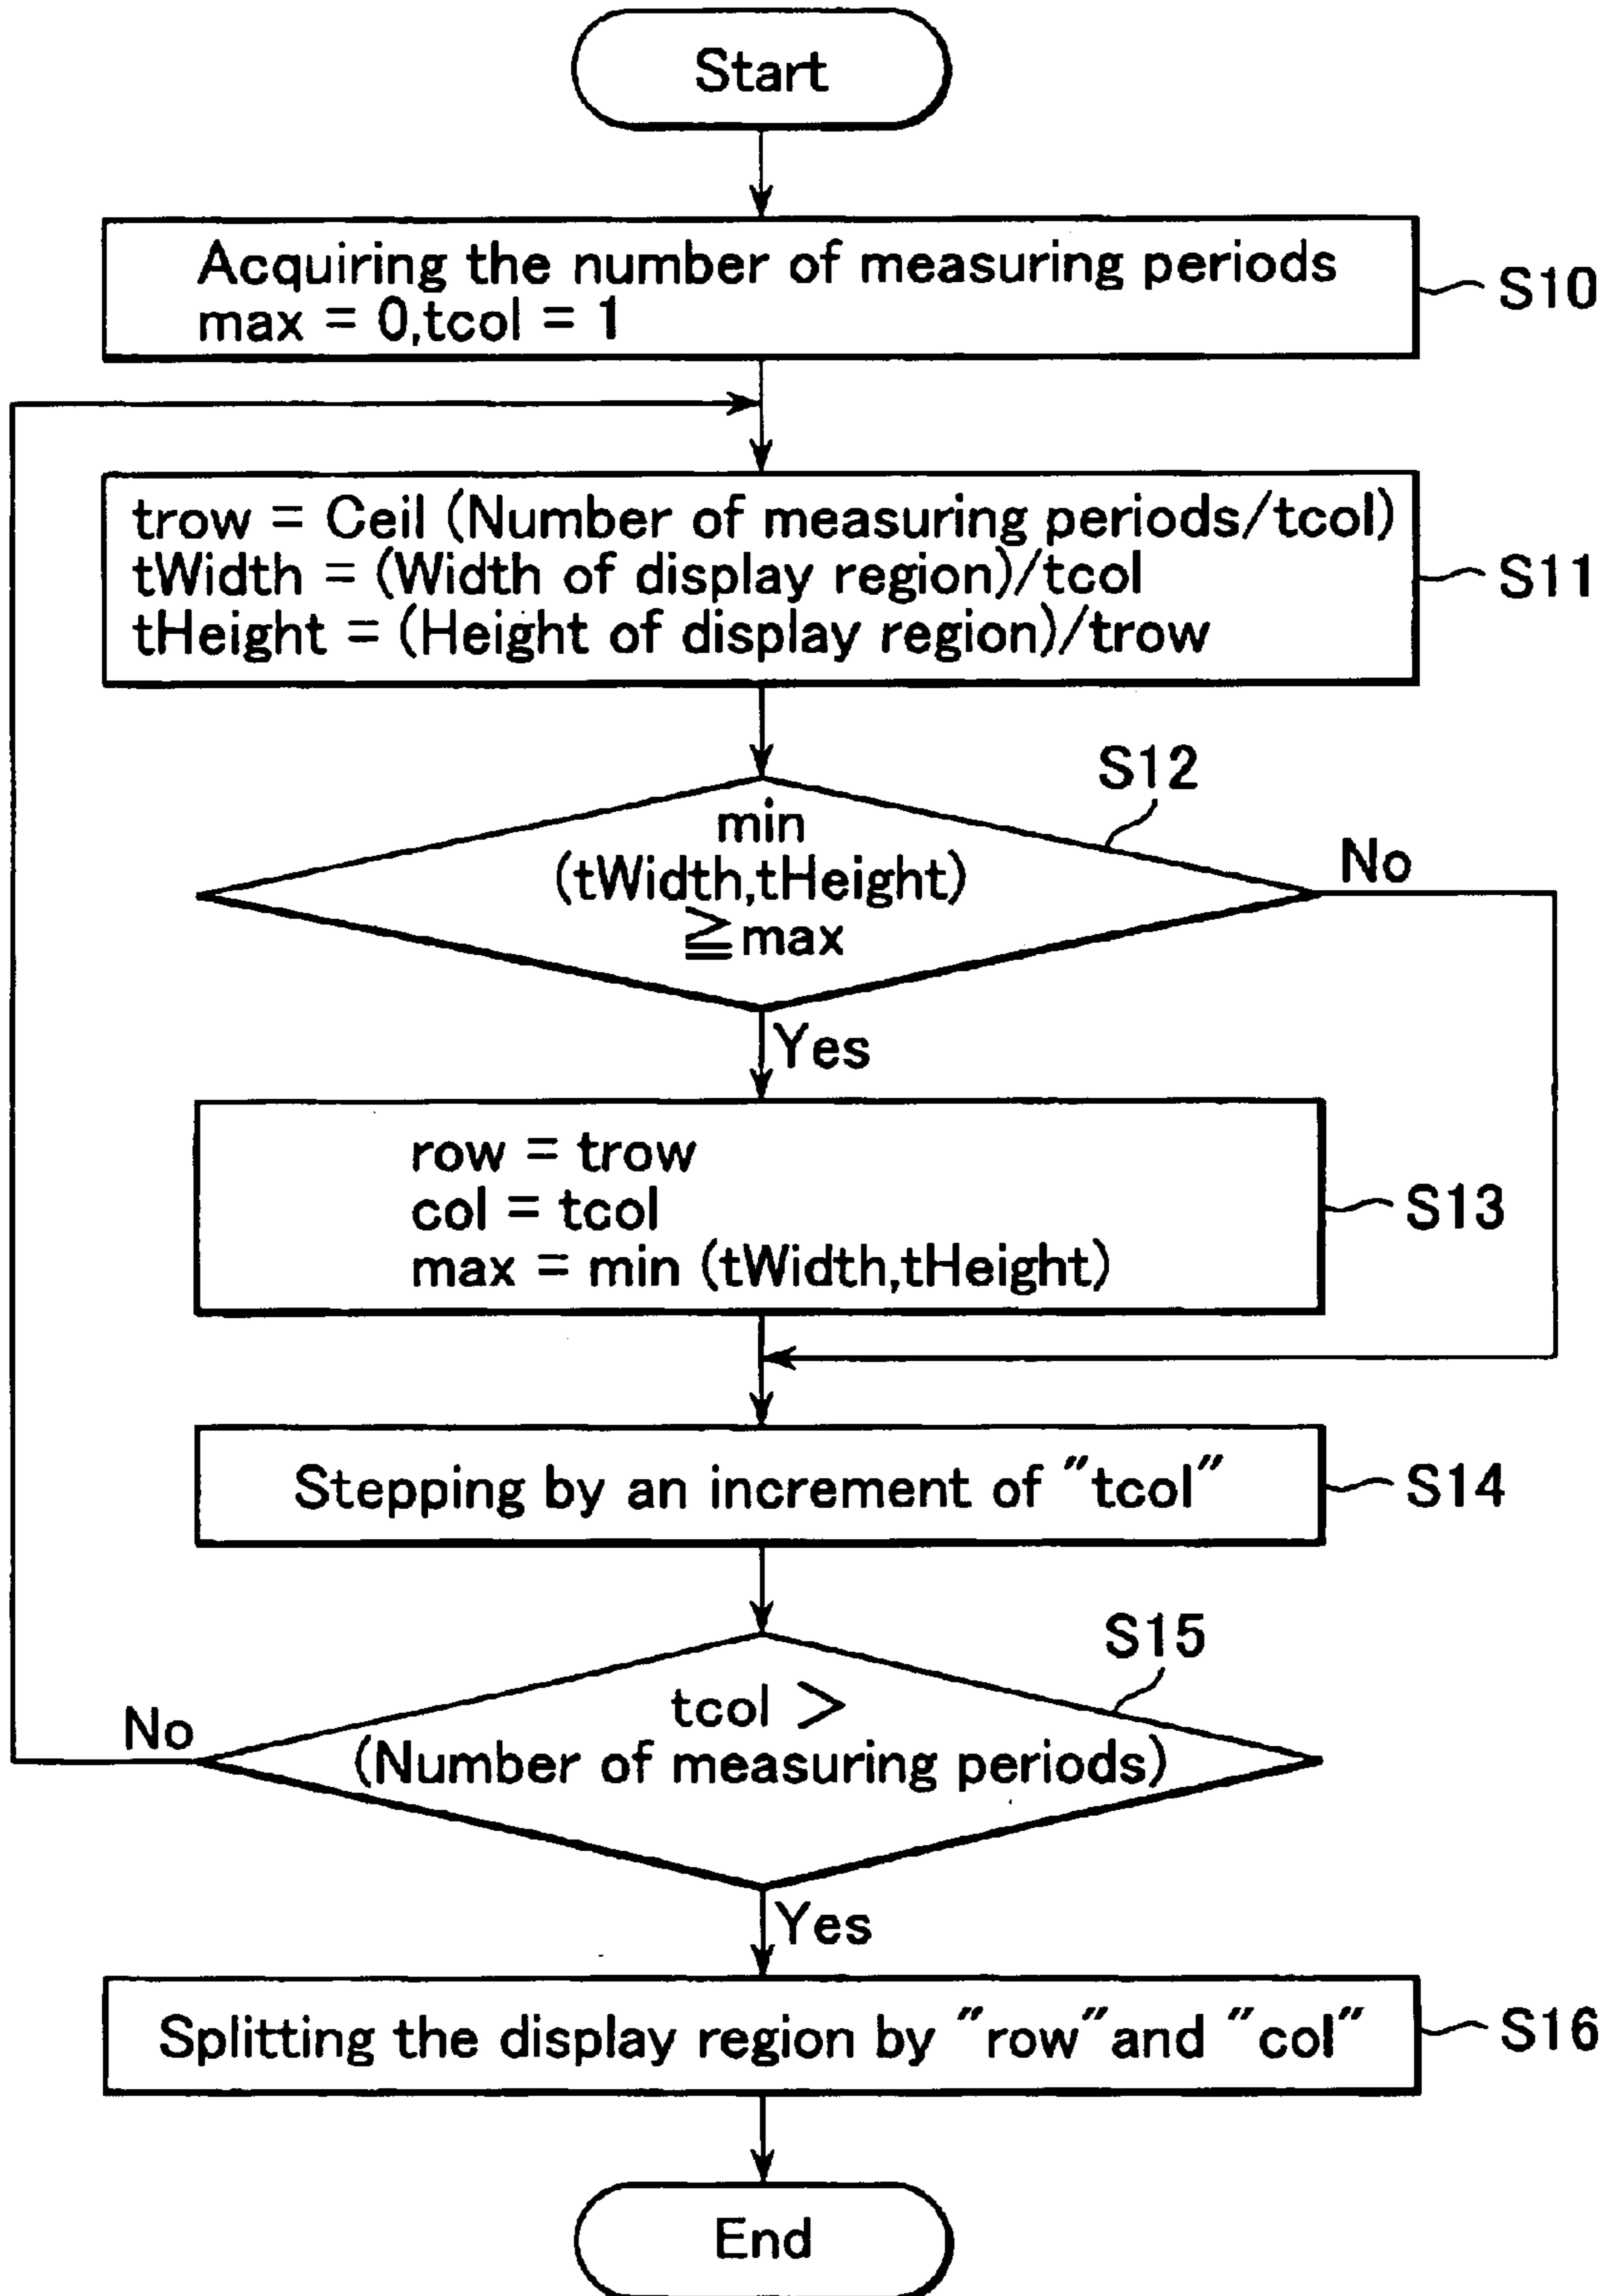 Start
Acquiring the number of measuring periods
max = 0,tcol = 1
S10
trow = Ceil (Number of measuring periods/tcol)
tWidth = (Width of display region)/tcol
tHeight = (Height of display region)/trow
S11
S12
min
(tWidth,tHeight)
≧max
No
Yes
row = trow
col = tcol
max = min (tWidth,tHeight)
S13
Stepping by an increment of "tcol"
S14
S15
tcol >
(Number of measuring periods)
No
Yes
Splitting the display region by "row"and "col"
S16
End